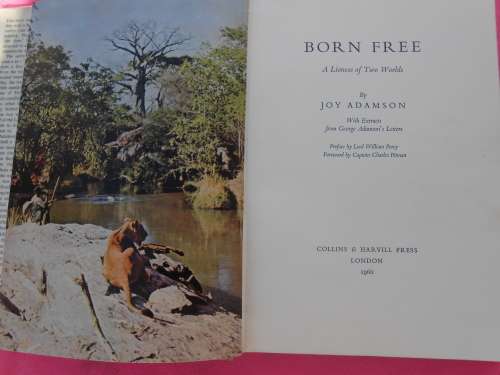 BORN FREE
A Lioness of Two Worlds
By
JOY ADAMSON
With Extracts
from George Adamson's Letters
Preface by Lord William Percy
Foreword by Captain Charles Pitman
COLLINS & HARVILL PRESS
LONDON